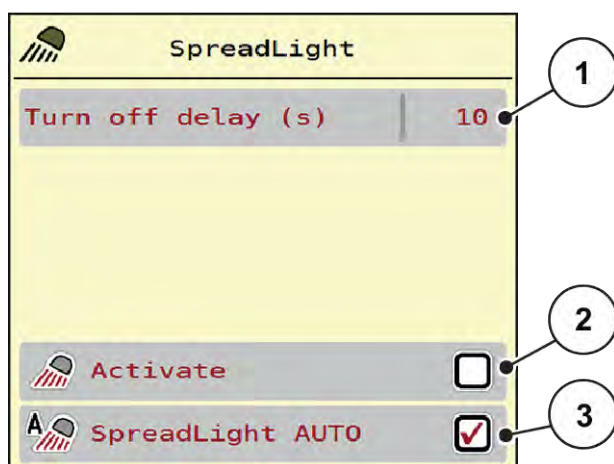 SpreadLight
Turn off delay (s) 10
1
Activate
2
A SpreadLight AUTO
3